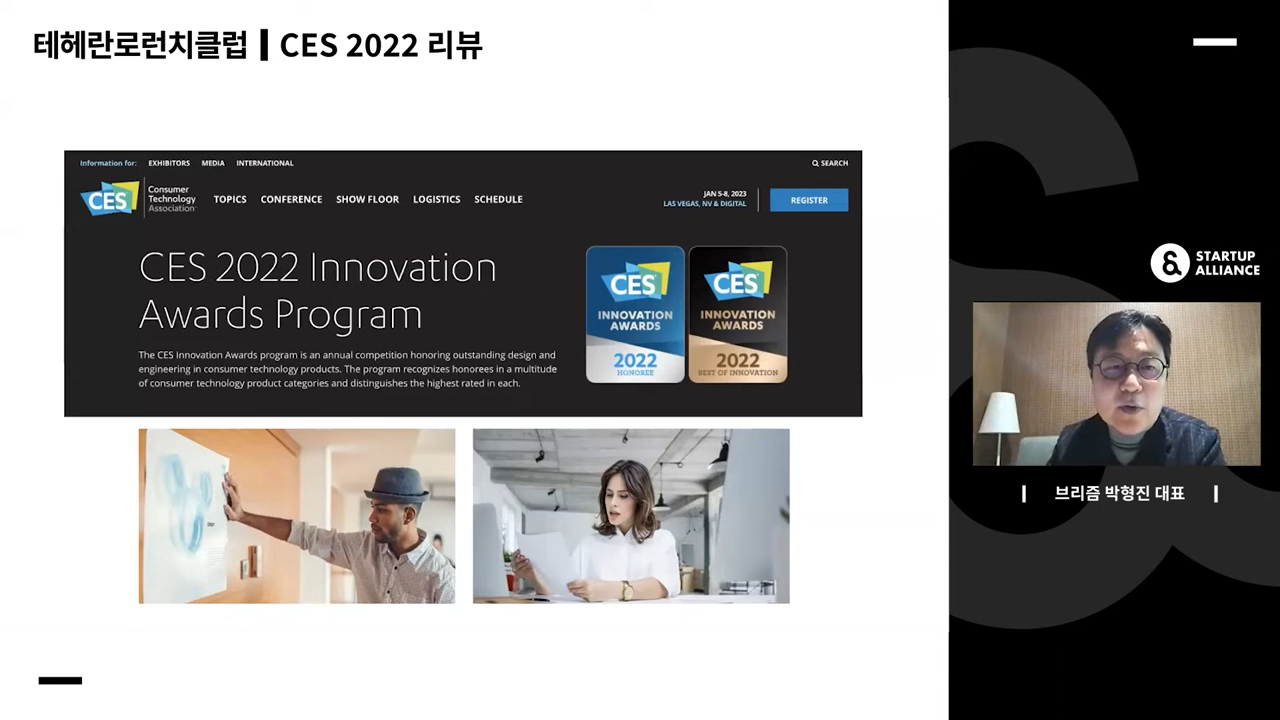 테헤란로런치클럽 | CES 2022 리뷰
Information for: EXHIBITORS MEDIA INTERNATIONAL
SEARCH
CES Consumer Technology Association
TOPICS CONFERENCE SHOW FLOOR LOGISTICS SCHEDULE
JAN 5-8, 2023
LAS VEGAS, NV & DIGITAL
REGISTER
CES 2022 Innovation
Awards Program
The CES Innovation Awards program is an annual competition honoring outstanding design and
engineering in consumer technology products. The program recognizes honorees in a multitude
of consumer technology product categories and distinguishes the highest rated in each.
CES
INNOVATION
AWARDS
2022
HONOREE
CES
INNOVATION
AWARDS
2022
BEST OF INNOVATION
&
STARTUP
ALLIANCE
브리즘 박형진 대표